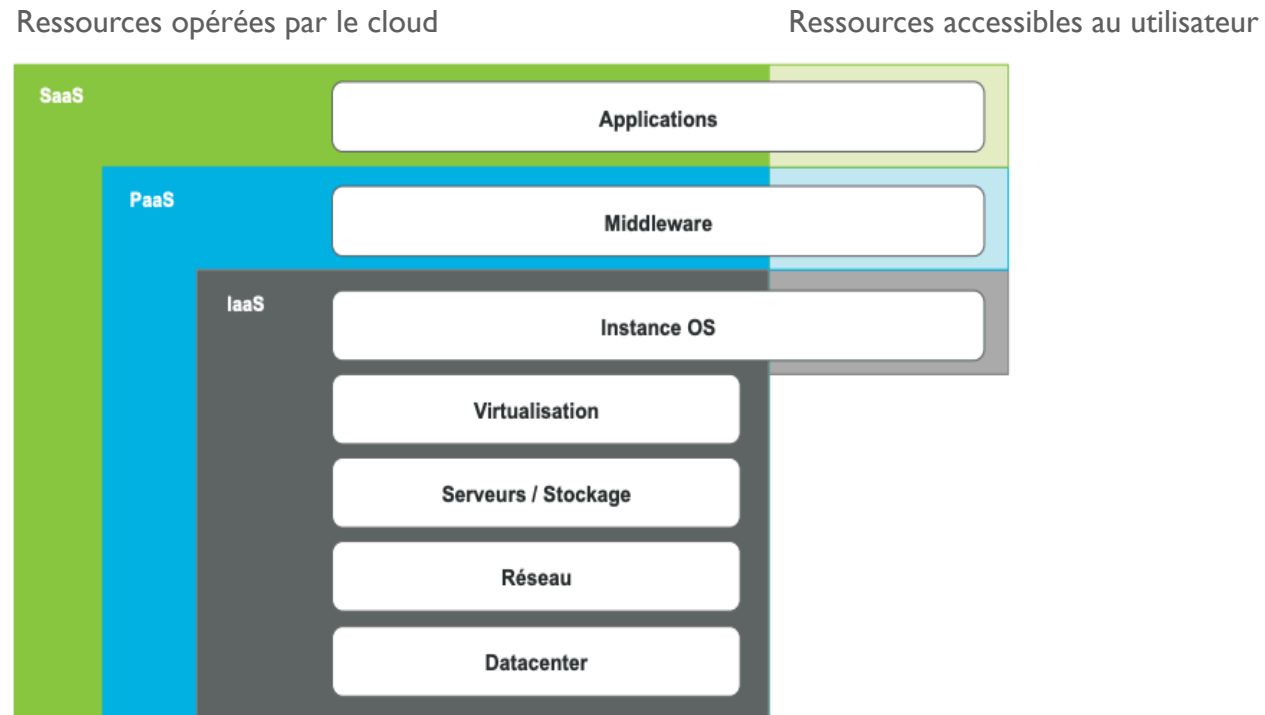 Ressources opérées par le cloud
Ressources accessibles au utilisateur
SaaS
Applications
PaaS
Middleware
IaaS
Instance OS
Virtualisation
Serveurs / Stockage
Réseau
Datacenter